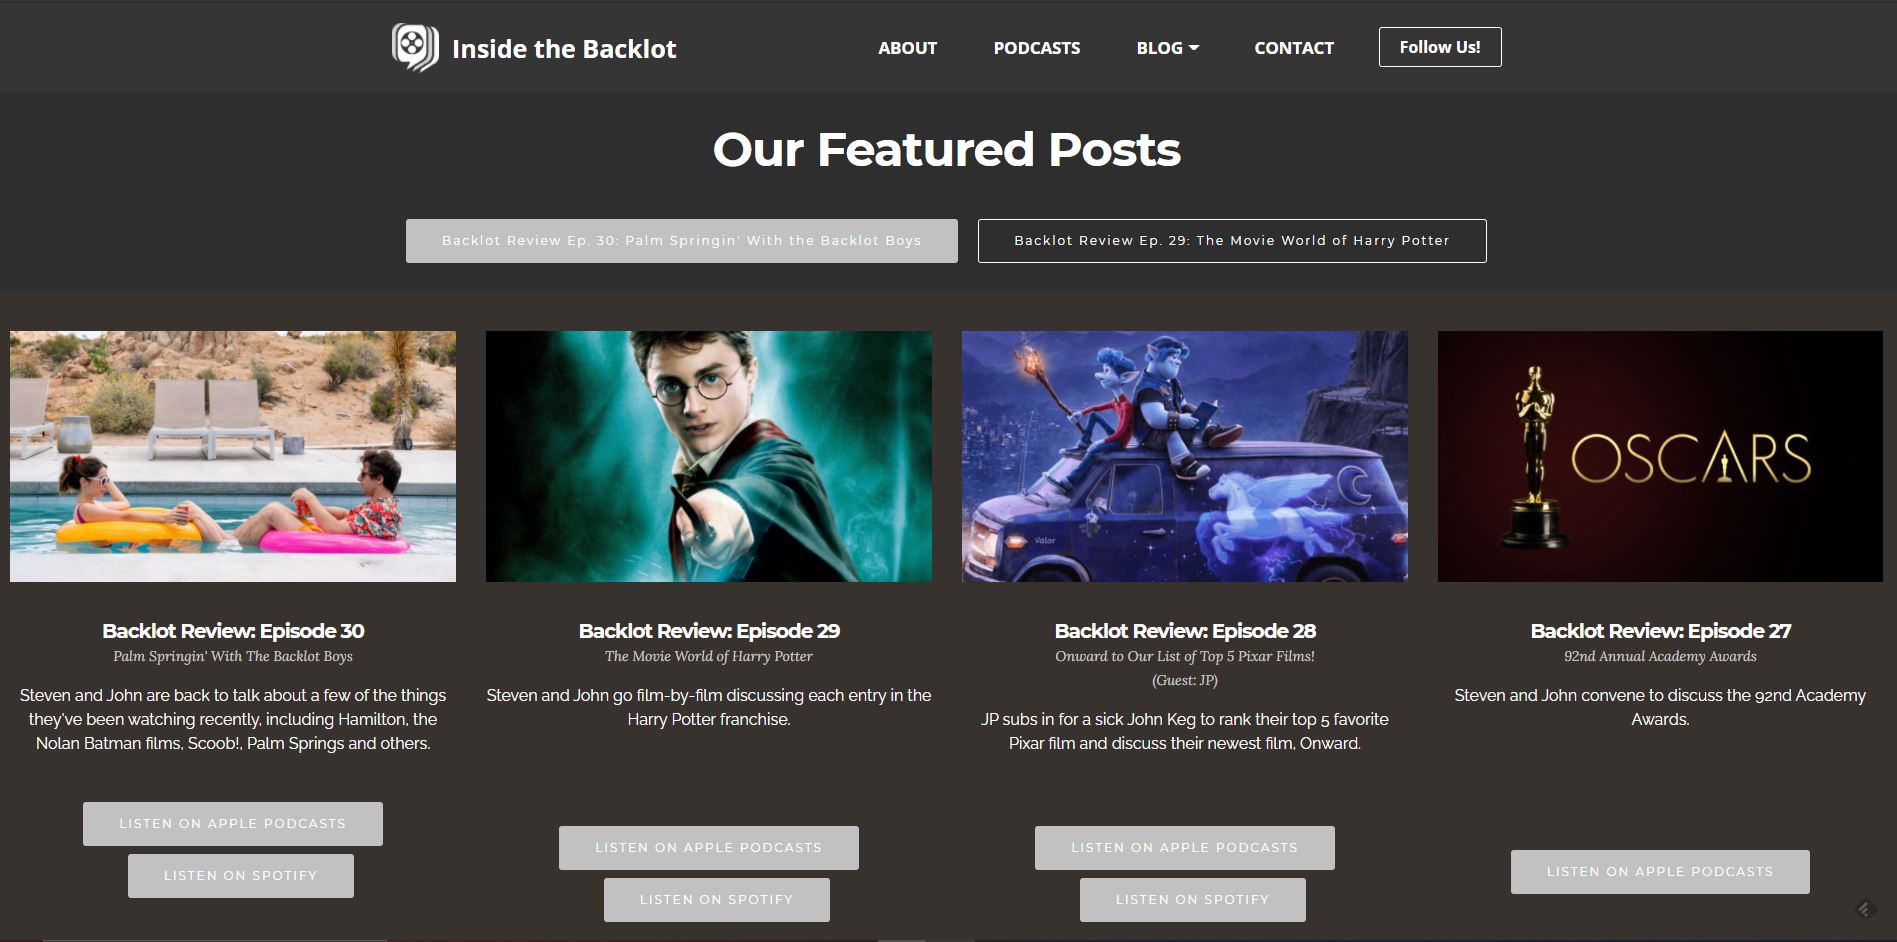 Inside the Backlot
ABOUT
PODCASTS
BLOG
CONTACT
Follow Us!
Our Featured Posts
Backlot Review Ep. 30: Palm Springin' With the Backlot Boys
Backlot Review Ep. 29: The Movie World of Harry Potter
Valor
OSCARS
Backlot Review: Episode 30
Palm Springin' With The Backlot Boys
Steven and John are back to talk about a few of the things
they've been watching recently, including Hamilton, the
Nolan Batman films, Scoob!, Palm Springs and others.
LISTEN ON APPLE PODCASTS
LISTEN ON SPOTIFY
Backlot Review: Episode 29
The Movie World of Harry Potter
Steven and John go film-by-film discussing each entry in the
Harry Potter franchise.
LISTEN ON APPLE PODCASTS
LISTEN ON SPOTIFY
Backlot Review: Episode 28
Onward to Our List of Top 5 Pixar Films!
(Guest: JP)
JP subs in for a sick John Keg to rank their top 5 favorite
Pixar film and discuss their newest film, Onward.
LISTEN ON APPLE PODCASTS
LISTEN ON SPOTIFY
Backlot Review: Episode 27
92nd Annual Academy Awards
Steven and John convene to discuss the 92nd Academy
Awards.
LISTEN ON APPLE PODCASTS